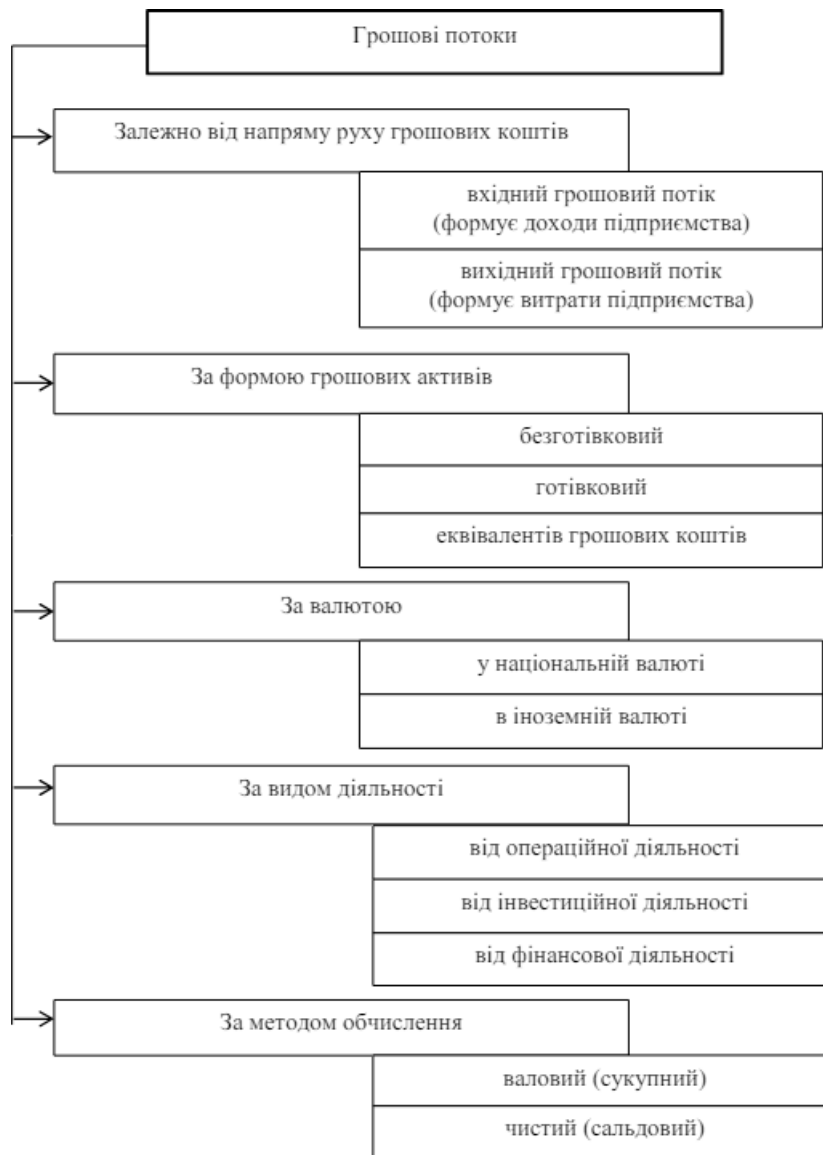 Грошові потоки
Залежно від напряму руху грошових коштів
вхідний грошовий потік
(формує доходи підприємства)
вихідний грошовий потік
(формує витрати підприємства)
За формою грошових активів
безготівковий
готівковий
еквівалентів грошових коштів
За валютою
у національній валюті
в іноземній валюті
За видом діяльності
від операційної діяльності
від інвестиційної діяльності
від фінансової діяльності
За методом обчислення
валовий (сукупний)
чистий (сальдовий)